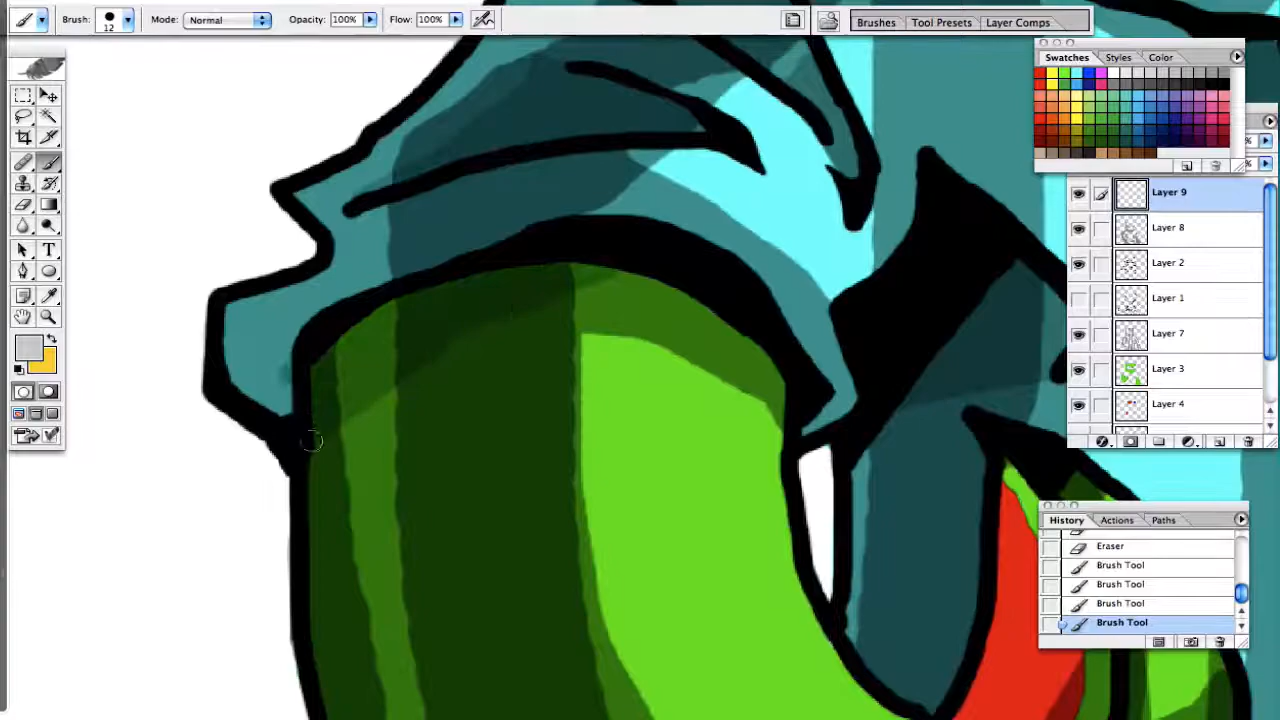 Brush: 12 Mode: Normal Opacity: 100% Flow: 100% Brushes Tool Presets Layer Comps
Swatches Styles Color
%
%
Layer 9
Layer 8
Layer 2
Layer 1
Layer 7
Layer 3
Layer 4
T
History Actions Paths
Eraser
Brush Tool
Brush Tool
Brush Tool
Brush Tool